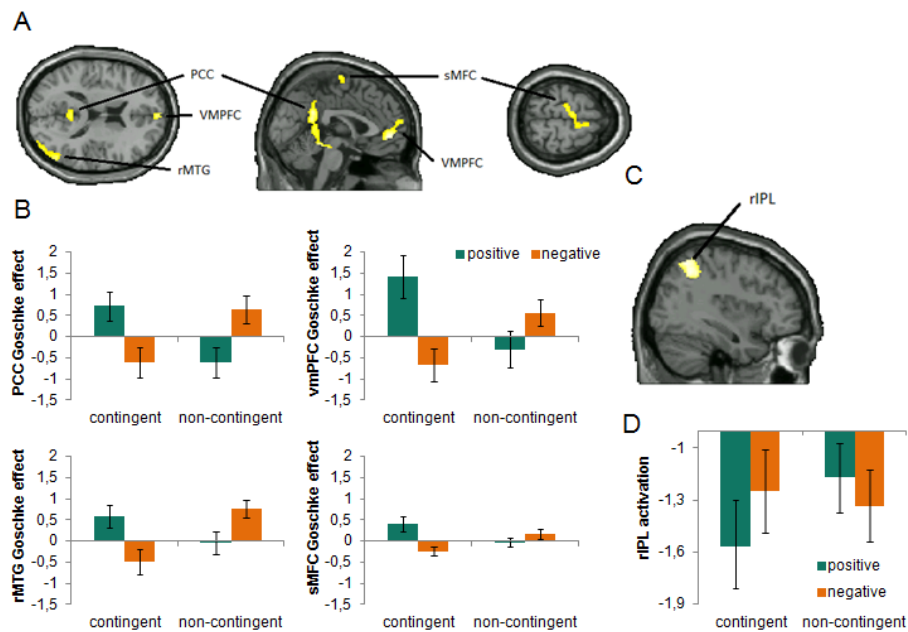 A
PCC
VMPFC
rMTG
sMFC
VMPFC
B
PCC Goschke effect
2
1,5
1
0,5
0
-0,5
-1
-1,5
contingent non-contingent
vmPFC Goschke effect
positive negative
2
1,5
1
0,5
0
-0,5
-1
-1,5
contingent non-contingent
rMTG Goschke effect
2
1,5
1
0,5
0
-0,5
-1
-1,5
contingent non-contingent
sMFC Goschke effect
2
1,5
1
0,5
0
-0,5
-1
-1,5
contingent non-contingent
C
rIPL
D
rIPL activation
-1
-1,3
-1,6
-1,9
positive
negative
contingent non-contingent